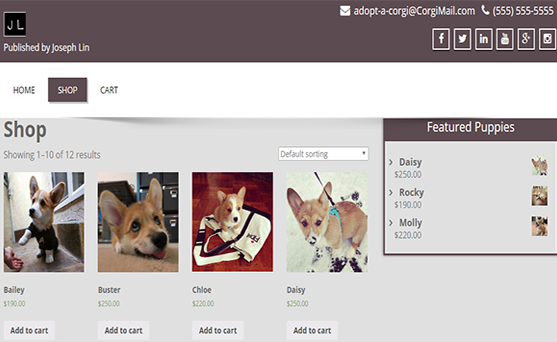 adopt-a-corgi@CorgiMail.com (555) 555-5555
JL
Published by Joseph Lin
HOME SHOP CART
Shop
Showing 1–10 of 12 results
Default sorting
Bailey
$190.00
Add to cart
Buster
$250.00
Add to cart
Chloe
$220.00
Add to cart
Daisy
$250.00
Add to cart
Featured Puppies
Daisy
$250.00
Rocky
$190.00
Molly
$220.00